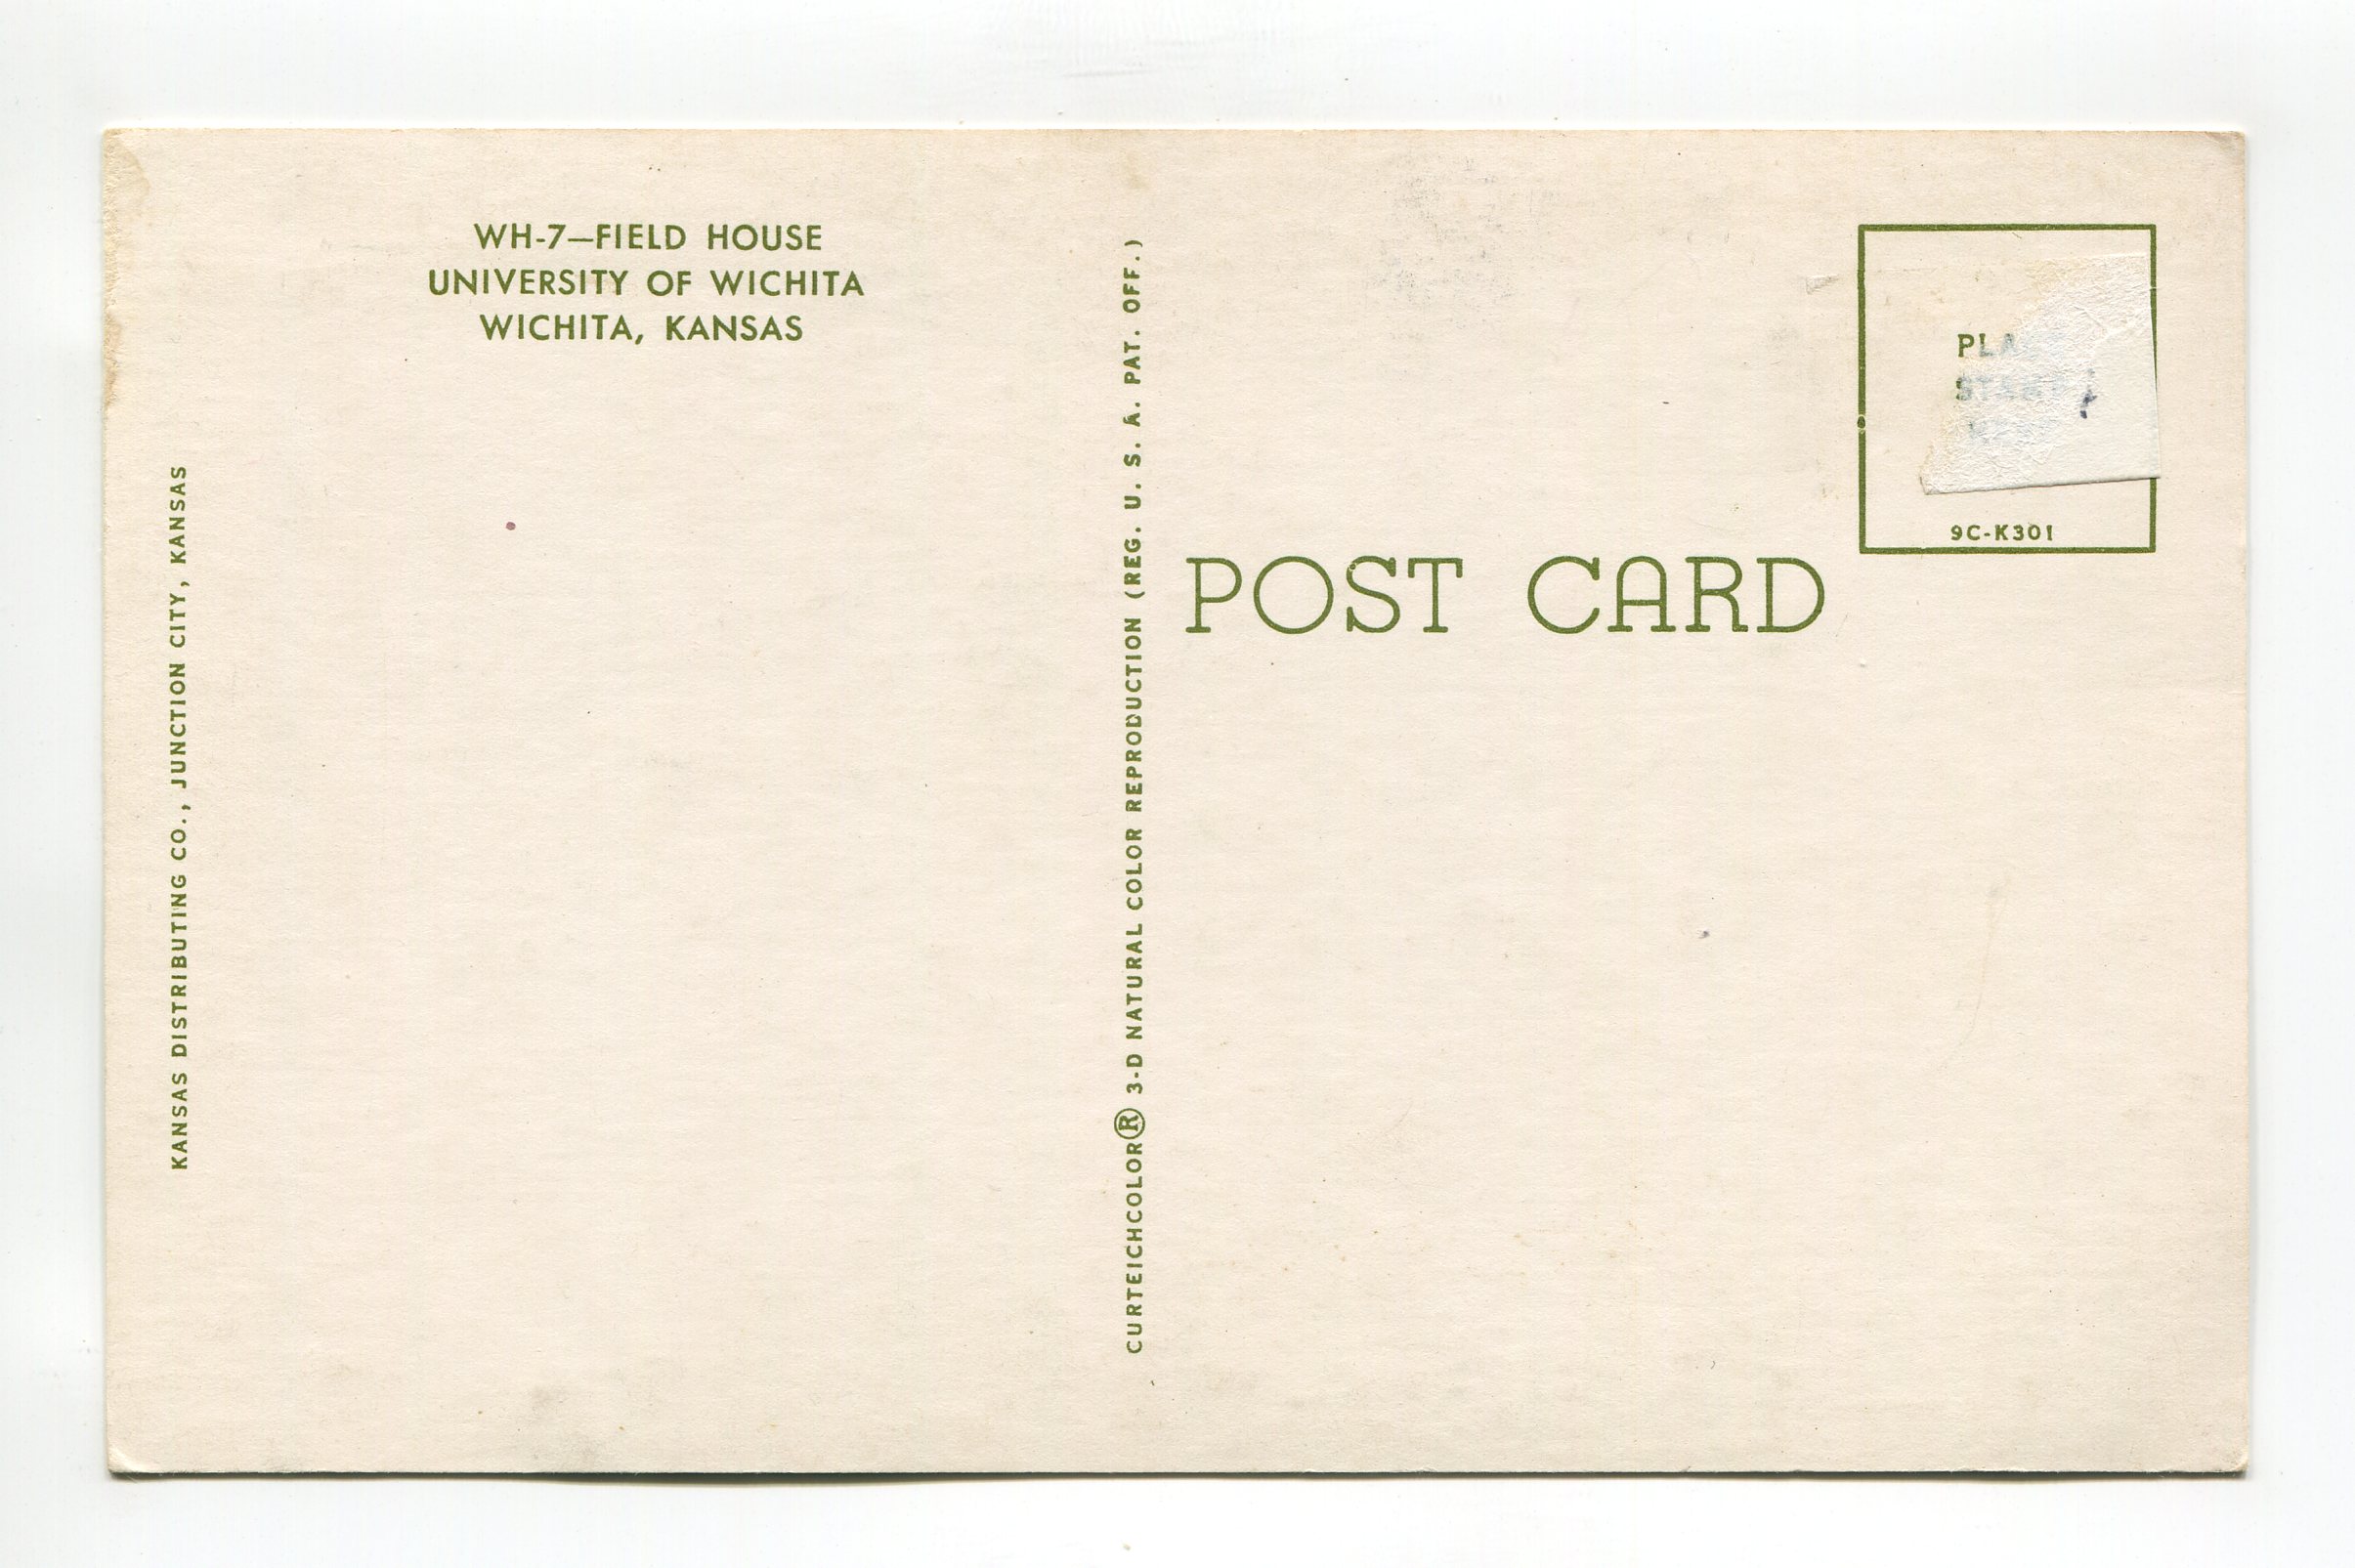 WH-7—FIELD HOUSE
UNIVERSITY OF WICHITA
WICHITA, KANSAS
KANSAS DISTRIBUTING CO., JUNCTION CITY, KANSAS
CURTEICHCOLOR® 3-D NATURAL COLOR REPRODUCTION (REG. U. S. A. PAT. OFF.)
POST CARD
STAMP
9C-K301